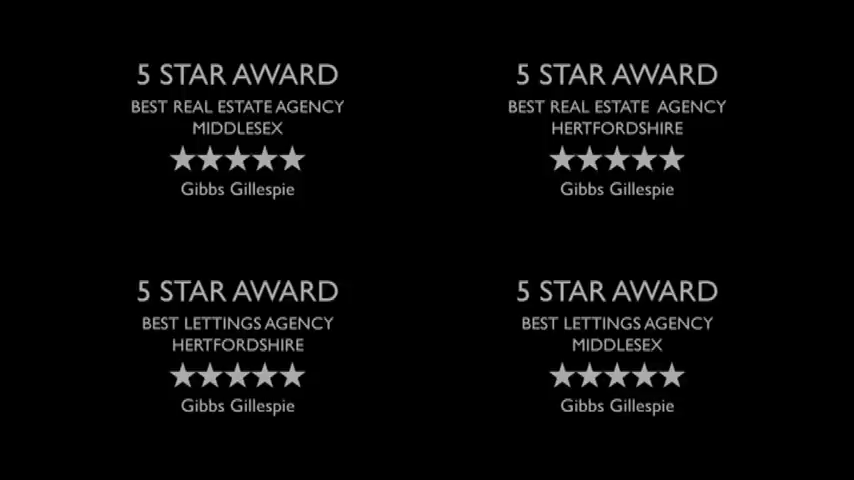 5 STAR AWARD
BEST REAL ESTATE AGENCY
MIDDLESEX
Gibbs Gillespie
5 STAR AWARD
BEST REAL ESTATE AGENCY
HERTFORDSHIRE
Gibbs Gillespie
5 STAR AWARD
BEST LETTINGS AGENCY
HERTFORDSHIRE
Gibbs Gillespie
5 STAR AWARD
BEST LETTINGS AGENCY
MIDDLESEX
Gibbs Gillespie